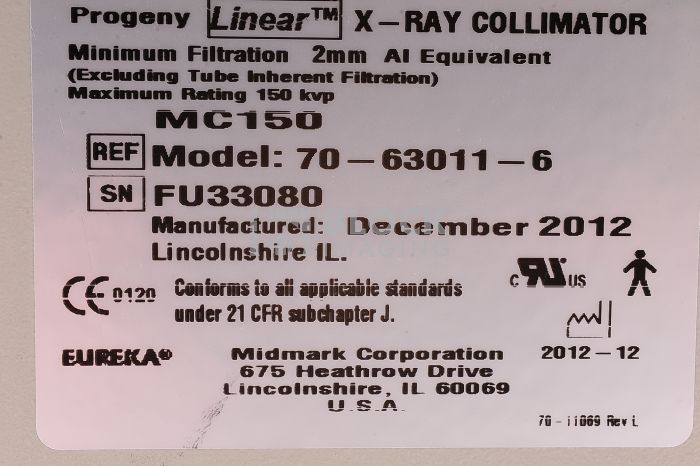 Progeny Linear™ X-RAY COLLIMATOR
Minimum Filtration 2mm Al Equivalent
(Excluding Tube Inherent Filtration)
Maximum Rating 150 kvp
MC150
REF Model: 70-63011-6
SN FU33080
Manufactured: December 2012
Lincolnshire IL.
CE 0120 Conforms to all applicable standards
under 21 CFR subchapter J.
c UR US
2012-12
EUREKA® Midmark Corporation
675 Heathrow Drive
Lincolnshire, IL 60069
U.S.A.
70-11069 Rev